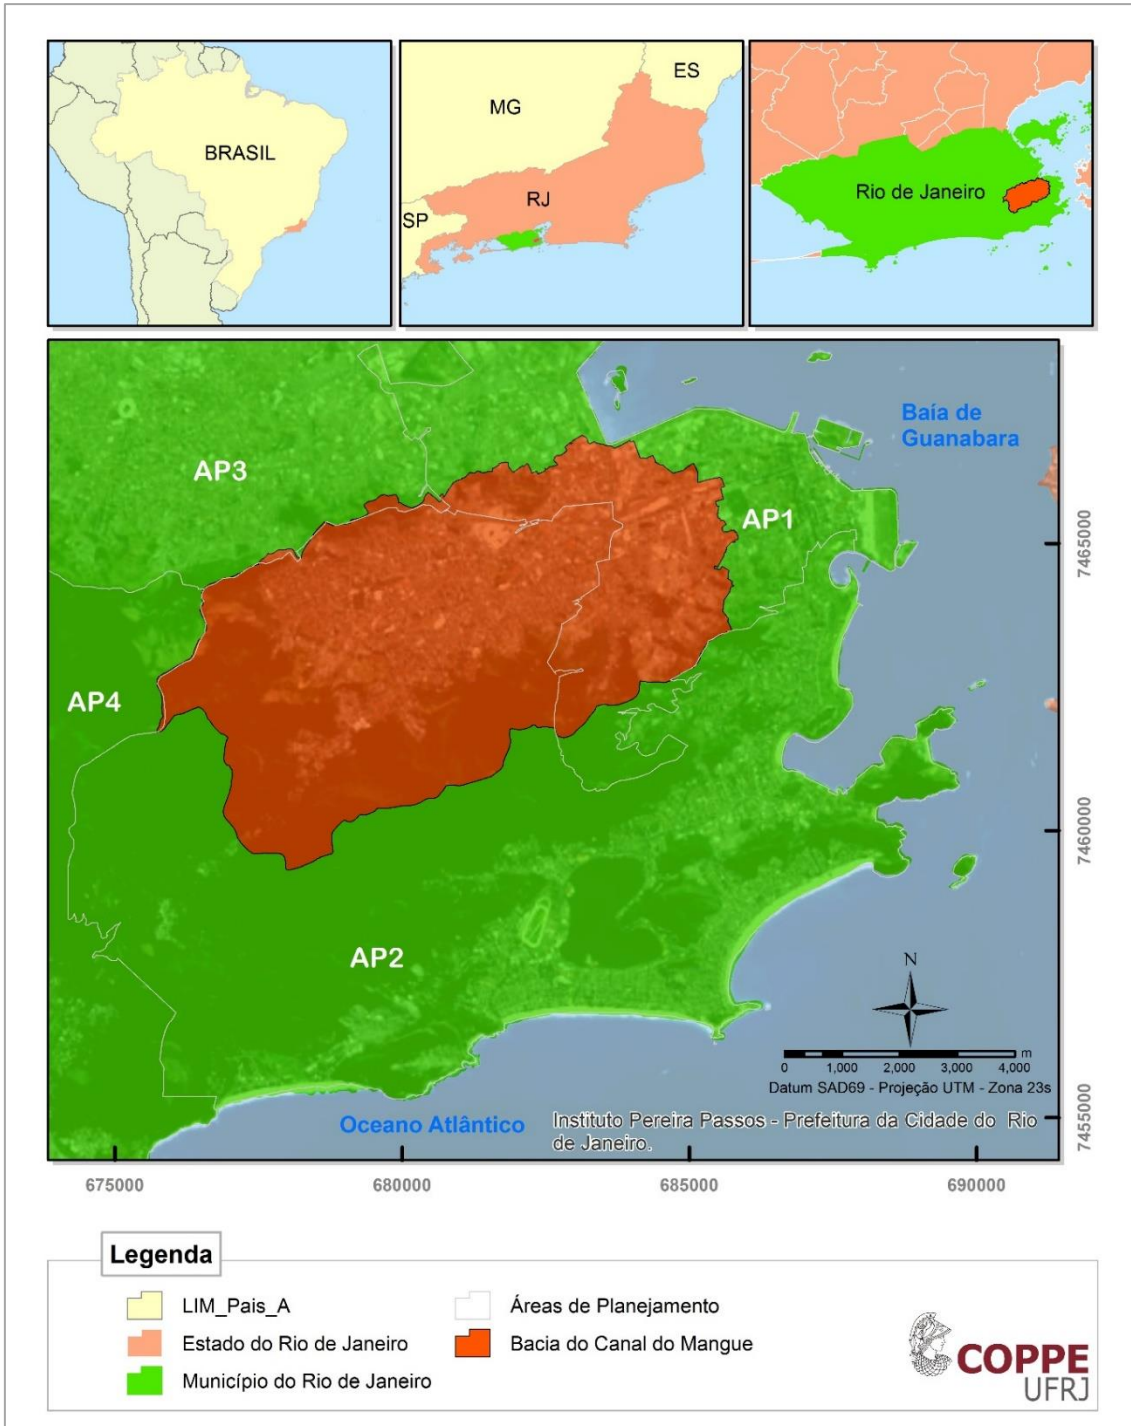 BRASIL
MG
ES
RJ
SP
Rio de Janeiro
Baía de
Guanabara
AP3
AP1
AP4
AP2
N
0 1,000 2,000 3,000 4,000 m
Datum SAD69 - Projeção UTM - Zona 23s
Oceano Atlântico
Instituto Pereira Passos - Prefeitura da Cidade do Rio
de Janeiro.
7465000
7460000
7455000
675000 680000 685000 690000
Legenda
LIM_Pais_A
Estado do Rio de Janeiro
Município do Rio de Janeiro
Áreas de Planejamento
Bacia do Canal do Mangue
COPPE
UFRJ